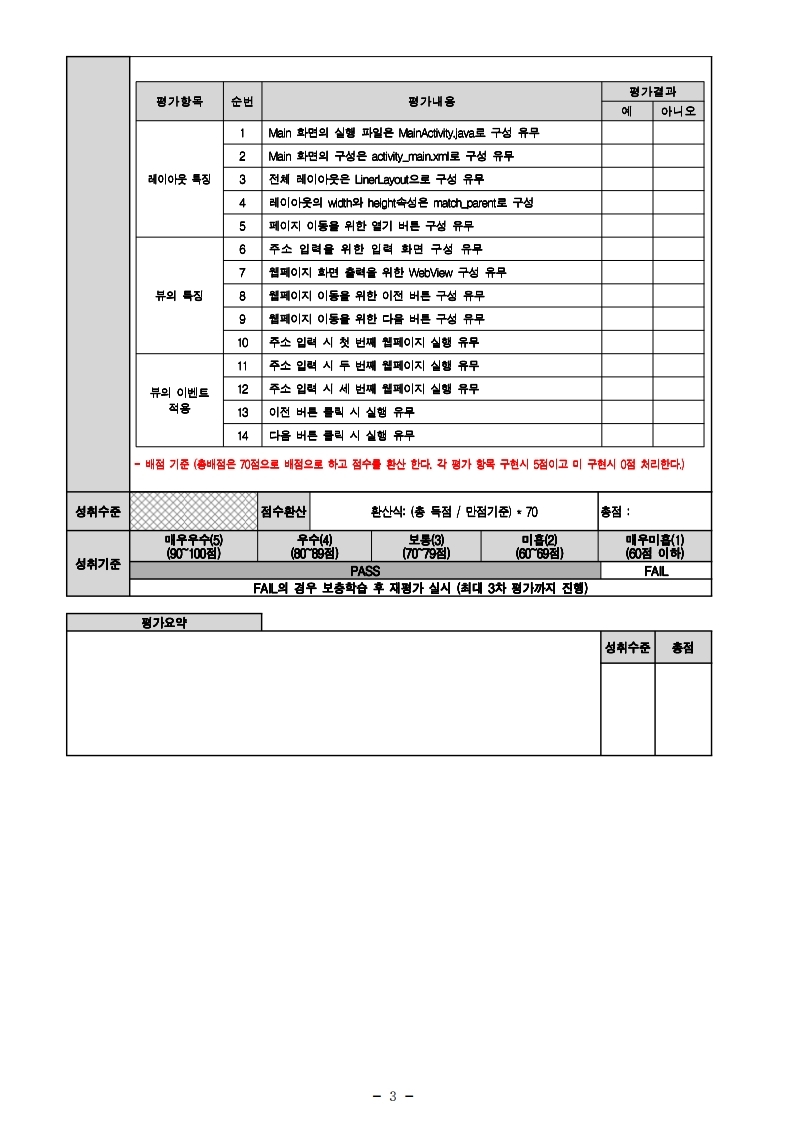 평가항목 순번 평가내용 평가결과
예 아니오
레이아웃 특징
1 Main 화면의 실행 파일은 MainActivity.java로 구성 유무
2 Main 화면의 구성은 activity_main.xml로 구성 유무
3 전체 레이아웃은 LinerLayout으로 구성 유무
4 레이아웃의 width와 height속성은 match_parent로 구성
5 페이지 이동을 위한 열기 버튼 구성 유무
뷰의 특징
6 주소 입력을 위한 입력 화면 구성 유무
7 웹페이지 화면 출력을 위한 WebView 구성 유무
8 웹페이지 이동을 위한 이전 버튼 구성 유무
9 웹페이지 이동을 위한 다음 버튼 구성 유무
10 주소 입력 시 첫 번째 웹페이지 실행 유무
뷰의 이벤트
적용
11 주소 입력 시 두 번째 웹페이지 실행 유무
12 주소 입력 시 세 번째 웹페이지 실행 유무
13 이전 버튼 클릭 시 실행 유무
14 다음 버튼 클릭 시 실행 유무
- 배점 기준 (총배점은 70점으로 배점으로 하고 점수를 환산 한다. 각 평가 항목 구현시 5점이고 미 구현시 0점 처리한다.)
성취수준 점수환산 환산식: (총 득점 / 만점기준) * 70 총점 :
성취기준
매우우수(5) 우수(4) 보통(3) 미흡(2) 매우미흡(1)
(90~100점) (80~89점) (70~79점) (60~69점) (60점 이하)
PASS FAIL
FAIL의 경우 보충학습 후 재평가 실시 (최대 3차 평가까지 진행)
평가요약
성취수준 총점
- 3 -